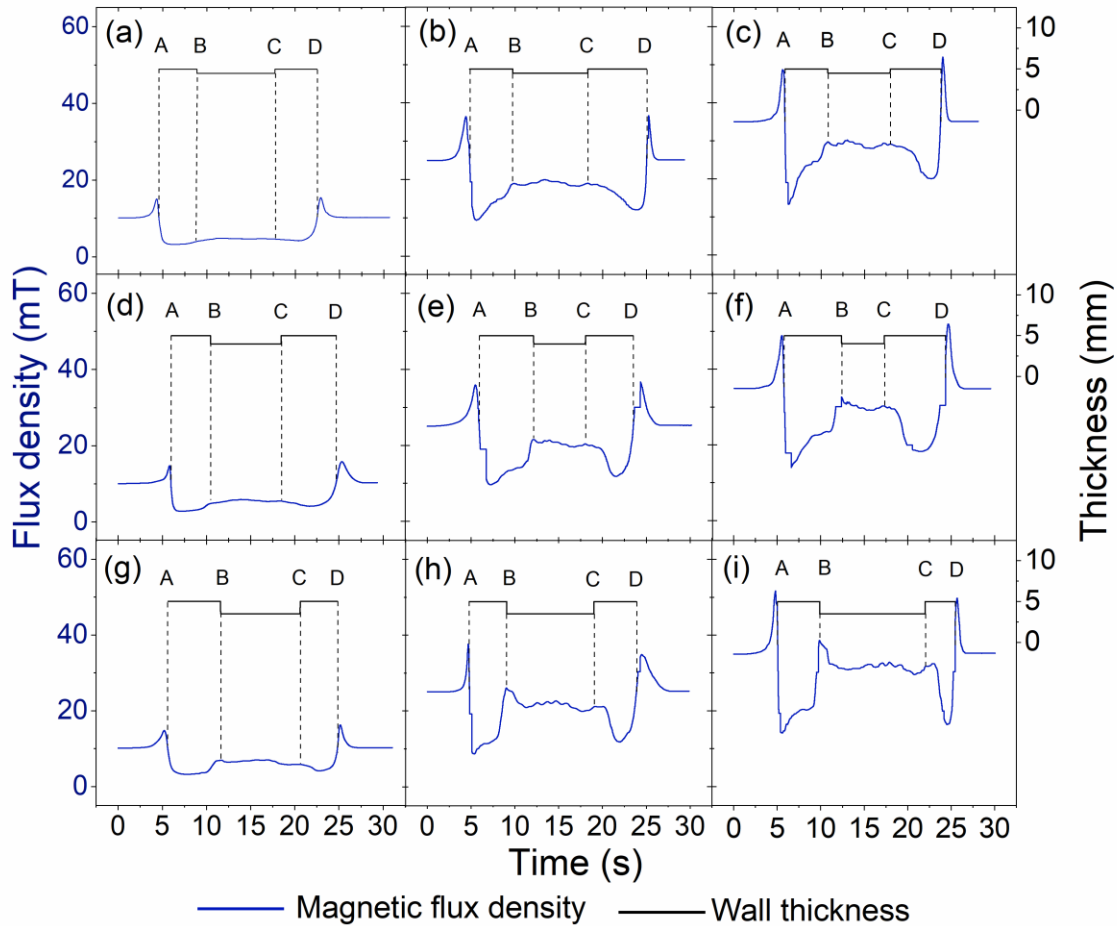 (a) A B C D (b) A B C D (c) A B C D
60 40 20 0
10 5 0
(d) A B C D (e) A B C D (f) A B C D
60 40 20 0
10 5 0
(g) A B C D (h) A B C D (i) A B C D
60 40 20 0
10 5 0
Flux density (mT)
Thickness (mm)
0 5 10 15 20 25 30 0 5 10 15 20 25 30 0 5 10 15 20 25 30
Time (s)
Magnetic flux density Wall thickness